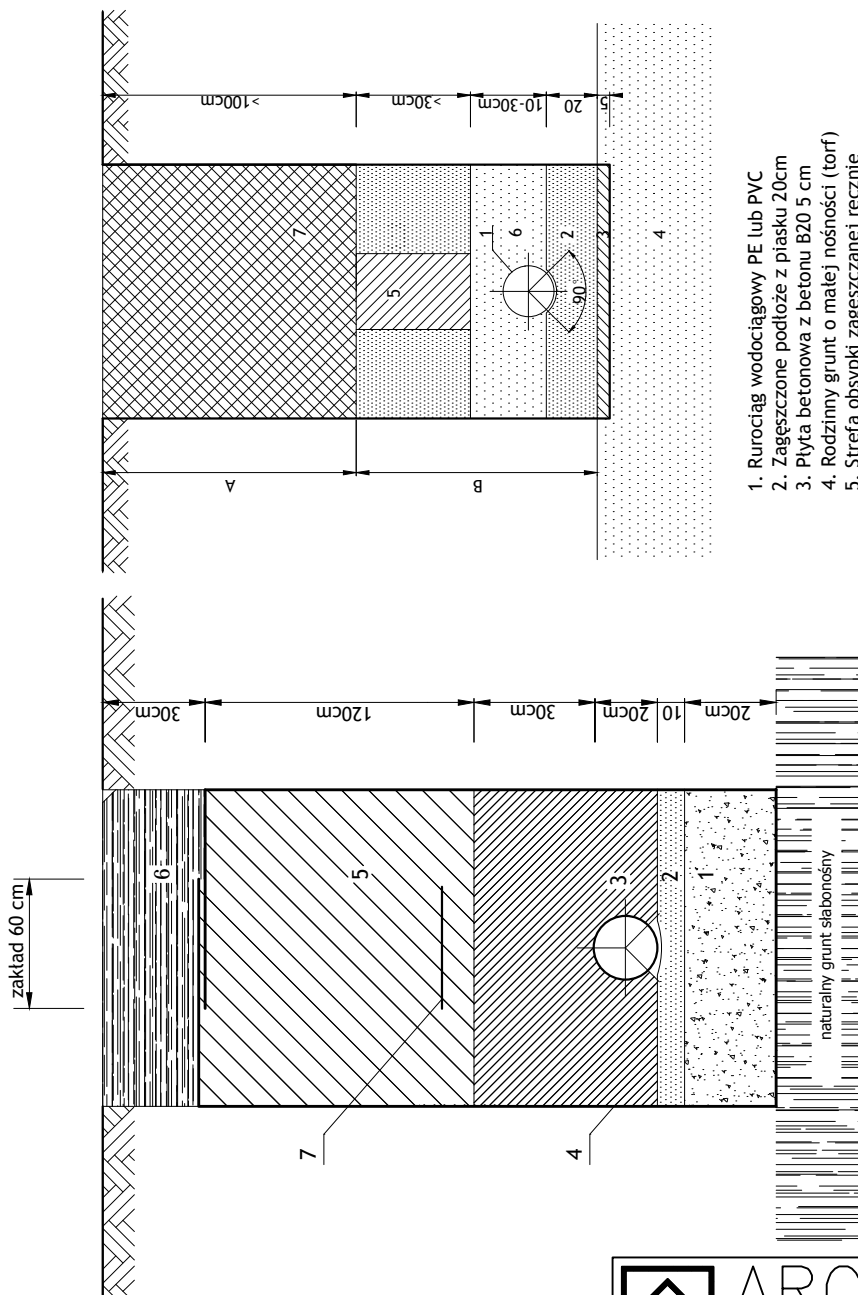 zakład 60 cm
6
30cm
5
120cm
7
30cm
3
20cm
4
2
10
1
20cm
naturalny grunt słabonośny
7
>100cm
A
5
>30cm
1
6
10-30cm
B
2
20
90
3
5
4
1. Rurociąg wodociągowy PE lub PVC
2. Zagęszczone podłoże z piasku 20cm
3. Płyta betonowa z betonu B20 5 cm
4. Rodzinny grunt o małej nośności (torf)
5. Strefa obsypki zagęszczanej ręcznie
ARC